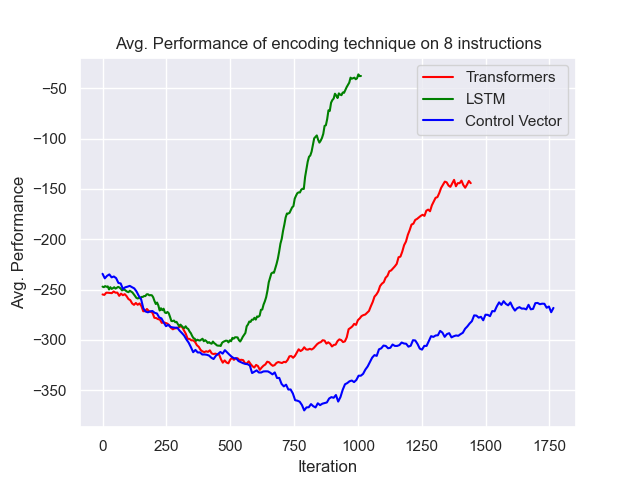 Avg. Performance of encoding technique on 8 instructions
Transformers
LSTM
Control Vector
Avg. Performance
−50
−100
−150
−200
−250
−300
−350
0 250 500 750 1000 1250 1500 1750
Iteration